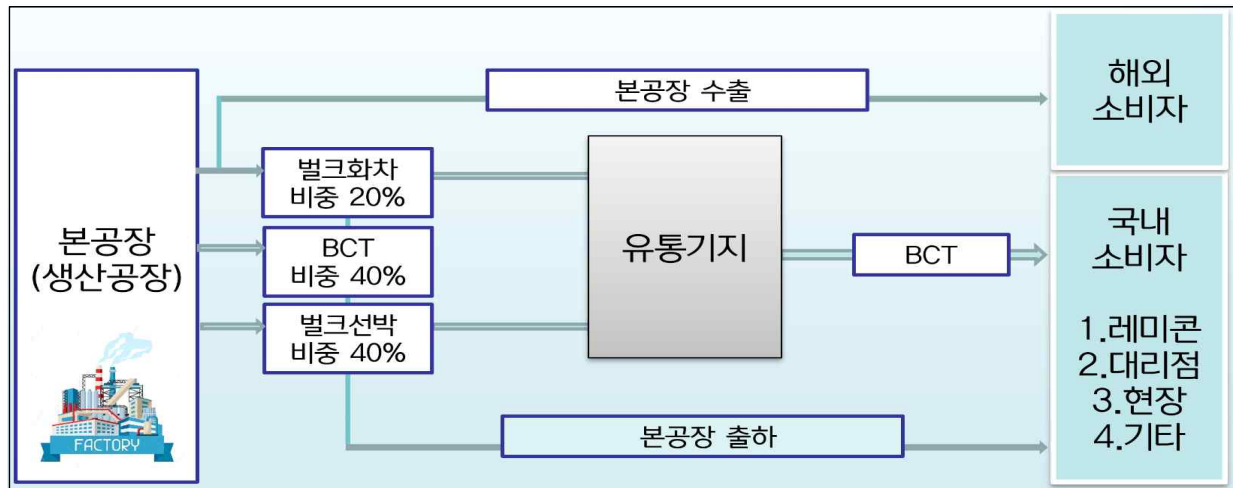 본공장
(생산공장)
FACTORY
본공장 수출
벌크화차
비중 20%
BCT
비중 40%
벌크선박
비중 40%
유통기지
BCT
본공장 출하
해외
소비자
국내
소비자
1.레미콘
2.대리점
3.현장
4.기타